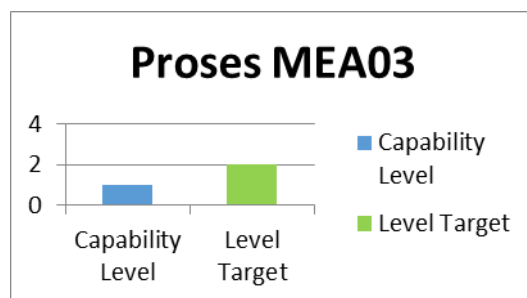 Proses MEA03
4
2
0
Capability
Level
Level
Target
Capability
Level
Level Target